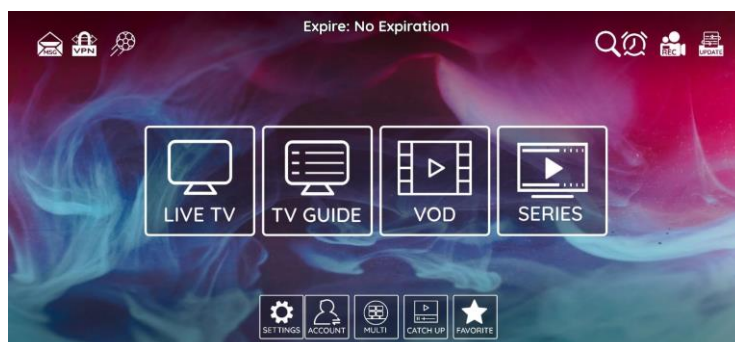 Expire: No Expiration
MSG
VPN
REC
UPDATE
LIVE TV
TV GUIDE
VOD
SERIES
SETTINGS
ACCOUNT
MULTI
CATCH UP
FAVORITE